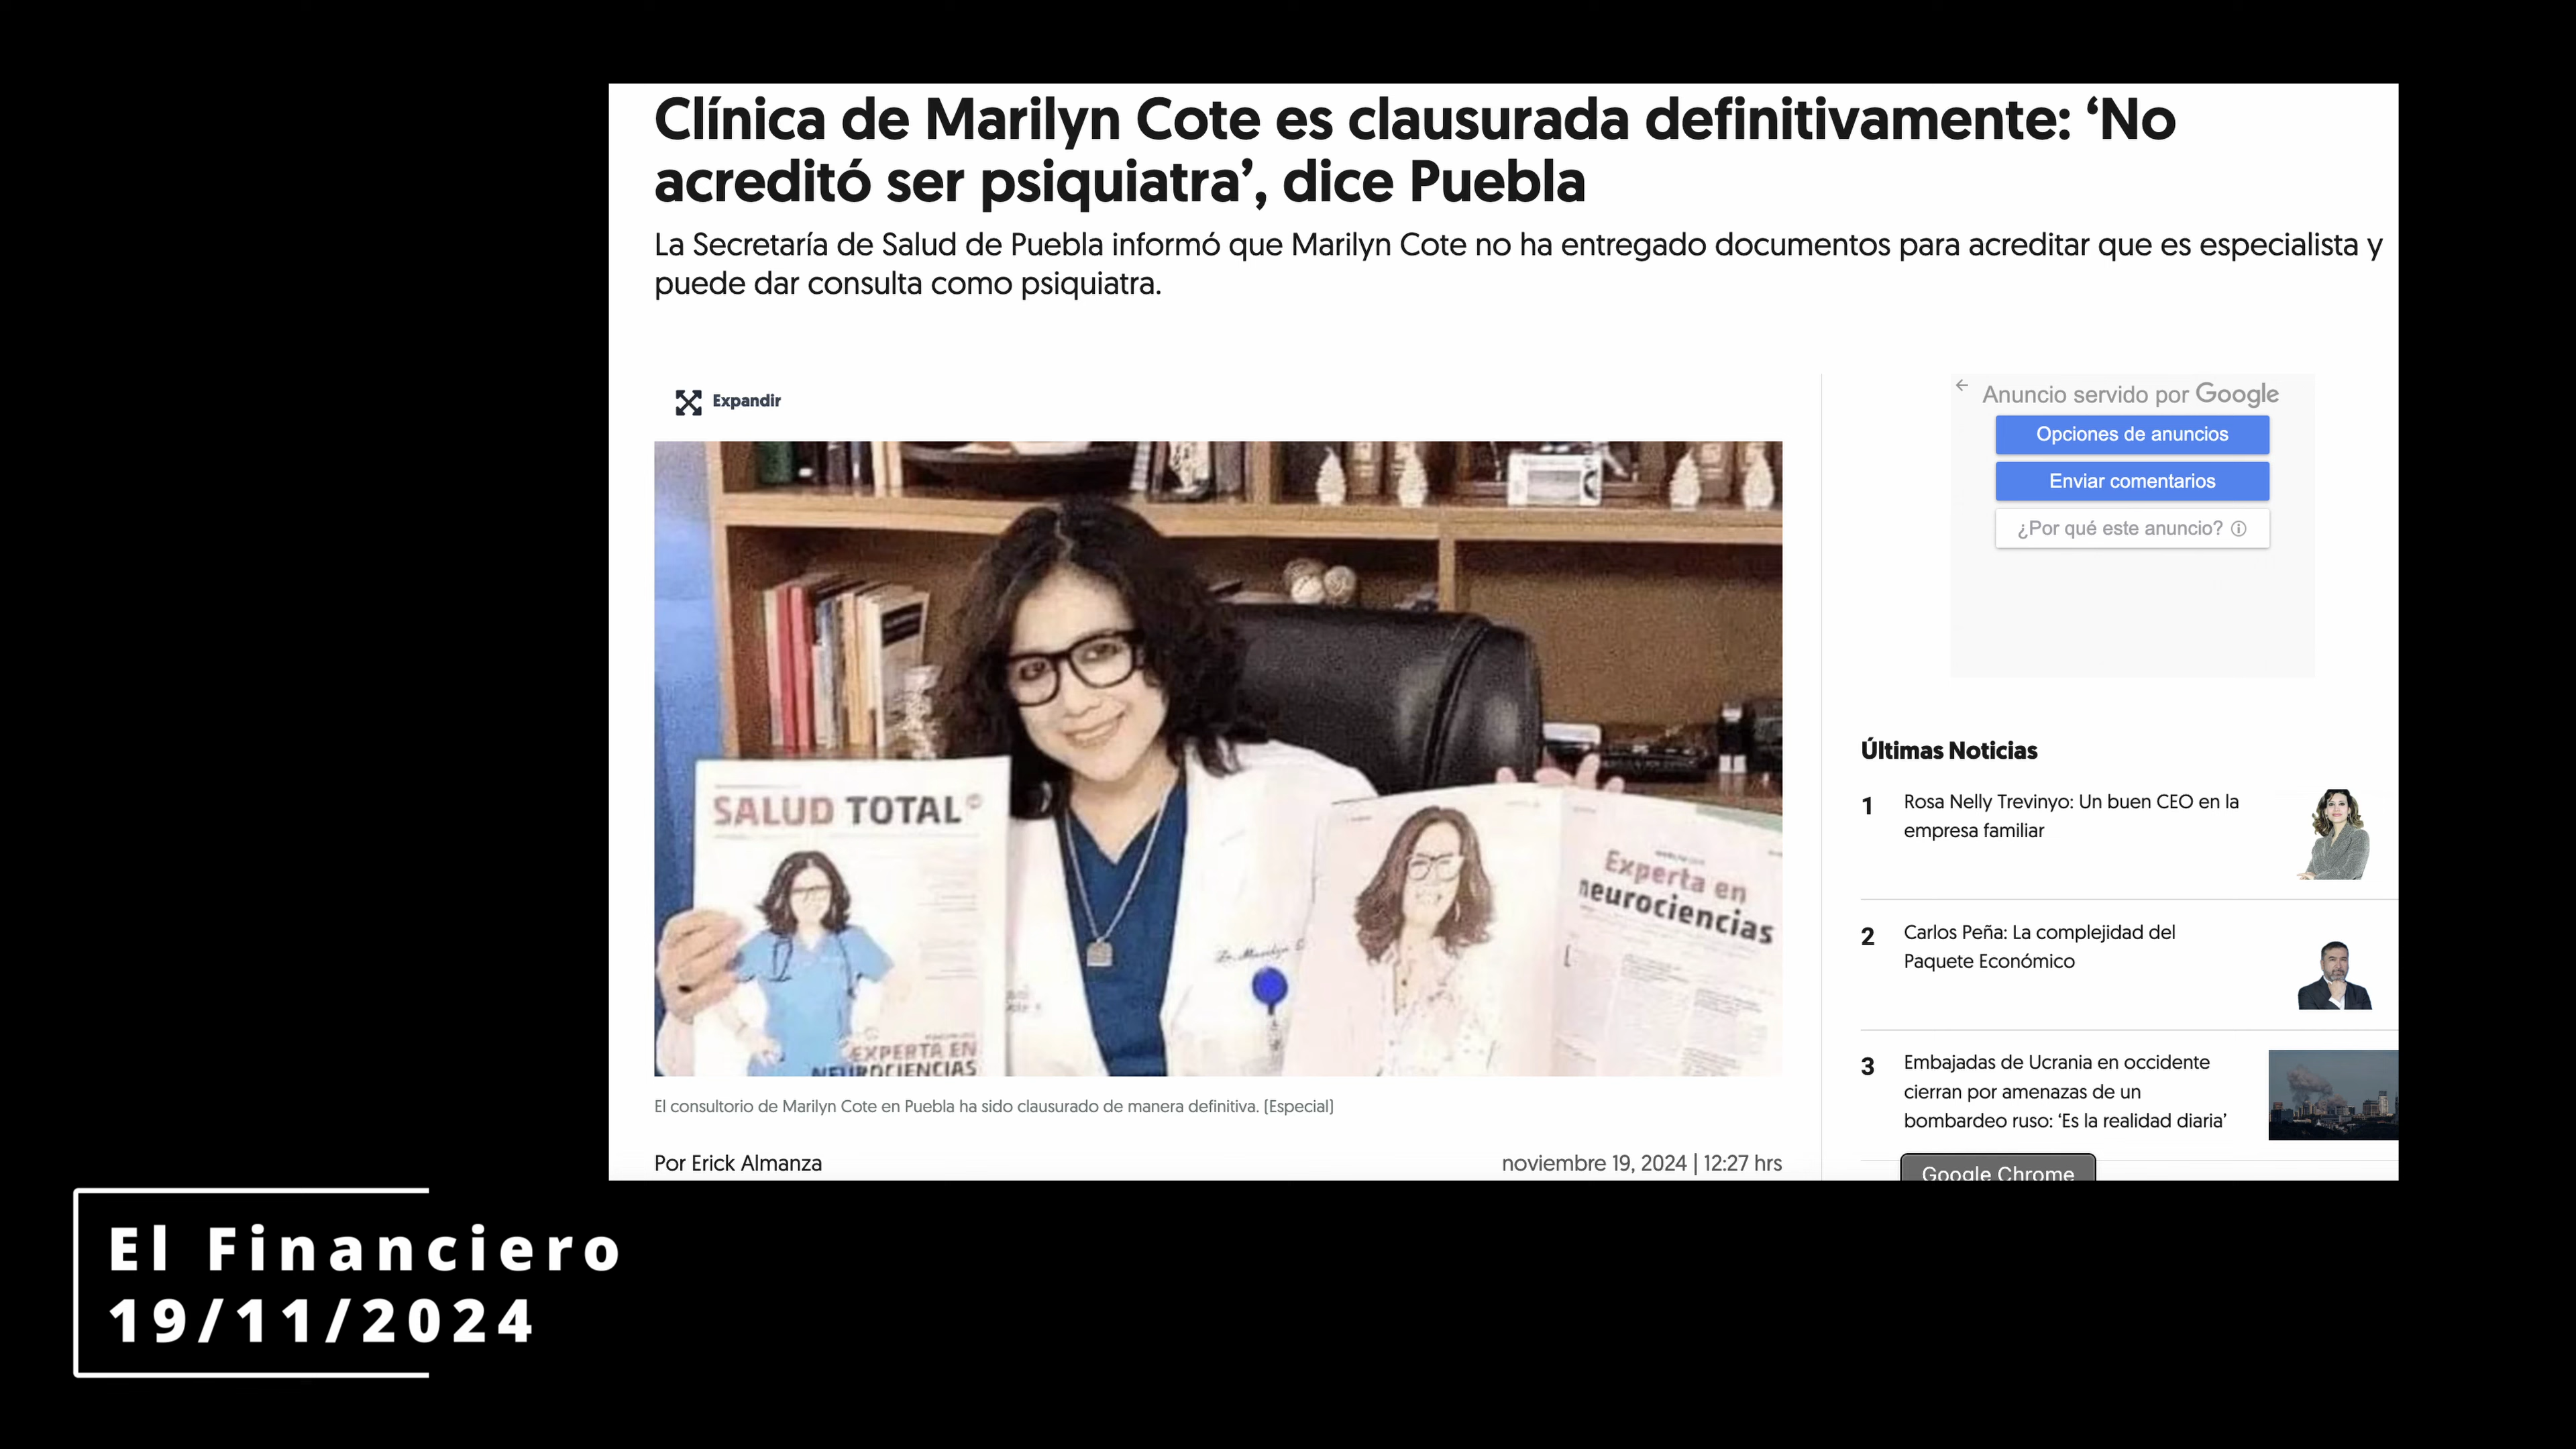 Clínica de Marilyn Cote es clausurada definitivamente: ‘No
acreditó ser psiquiatra’, dice Puebla
La Secretaría de Salud de Puebla informó que Marilyn Cote no ha entregado documentos para acreditar que es especialista y
puede dar consulta como psiquiatra.
Expandir
SALUD TOTAL
EXPERTA EN
NEUROCIENCIAS
Experta en
neurociencias
El consultorio de Marilyn Cote en Puebla ha sido clausurado de manera definitiva. (Especial)
Por Erick Almanza
noviembre 19, 2024 | 12:27 hrs
Anuncio servido por Google
Opciones de anuncios
Enviar comentarios
¿Por qué este anuncio?
Últimas Noticias
1
Rosa Nelly Trevinyo: Un buen CEO en la
empresa familiar
2
Carlos Peña: La complejidad del
Paquete Económico
3
Embajadas de Ucrania en occidente
cierran por amenazas de un
bombardeo ruso: ‘Es la realidad diaria’
Google Chrome
El Financiero
19/11/2024